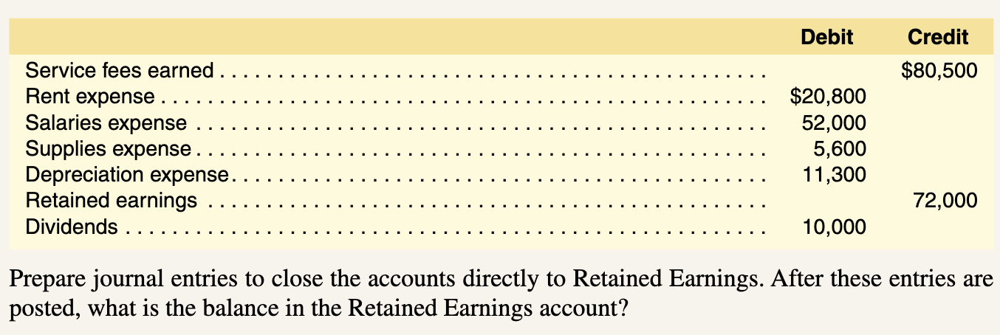 Debit Credit
Service fees earned . . . . . . . . . . . . . . . . . . . . . . . . . . . . . . . . . . . . . . . . . . . . . . . $80,500
Rent expense . . . . . . . . . . . . . . . . . . . . . . . . . . . . . . . . . . . . . . . . . . . . . . . . . . . . $20,800
Salaries expense . . . . . . . . . . . . . . . . . . . . . . . . . . . . . . . . . . . . . . . . . . . . . . . . . 52,000
Supplies expense . . . . . . . . . . . . . . . . . . . . . . . . . . . . . . . . . . . . . . . . . . . . . . . . . 5,600
Depreciation expense . . . . . . . . . . . . . . . . . . . . . . . . . . . . . . . . . . . . . . . . . . . . . . 11,300
Retained earnings . . . . . . . . . . . . . . . . . . . . . . . . . . . . . . . . . . . . . . . . . . . . . . . . 72,000
Dividends . . . . . . . . . . . . . . . . . . . . . . . . . . . . . . . . . . . . . . . . . . . . . . . . . . . . . . . 10,000
Prepare journal entries to close the accounts directly to Retained Earnings. After these entries are
posted, what is the balance in the Retained Earnings account?